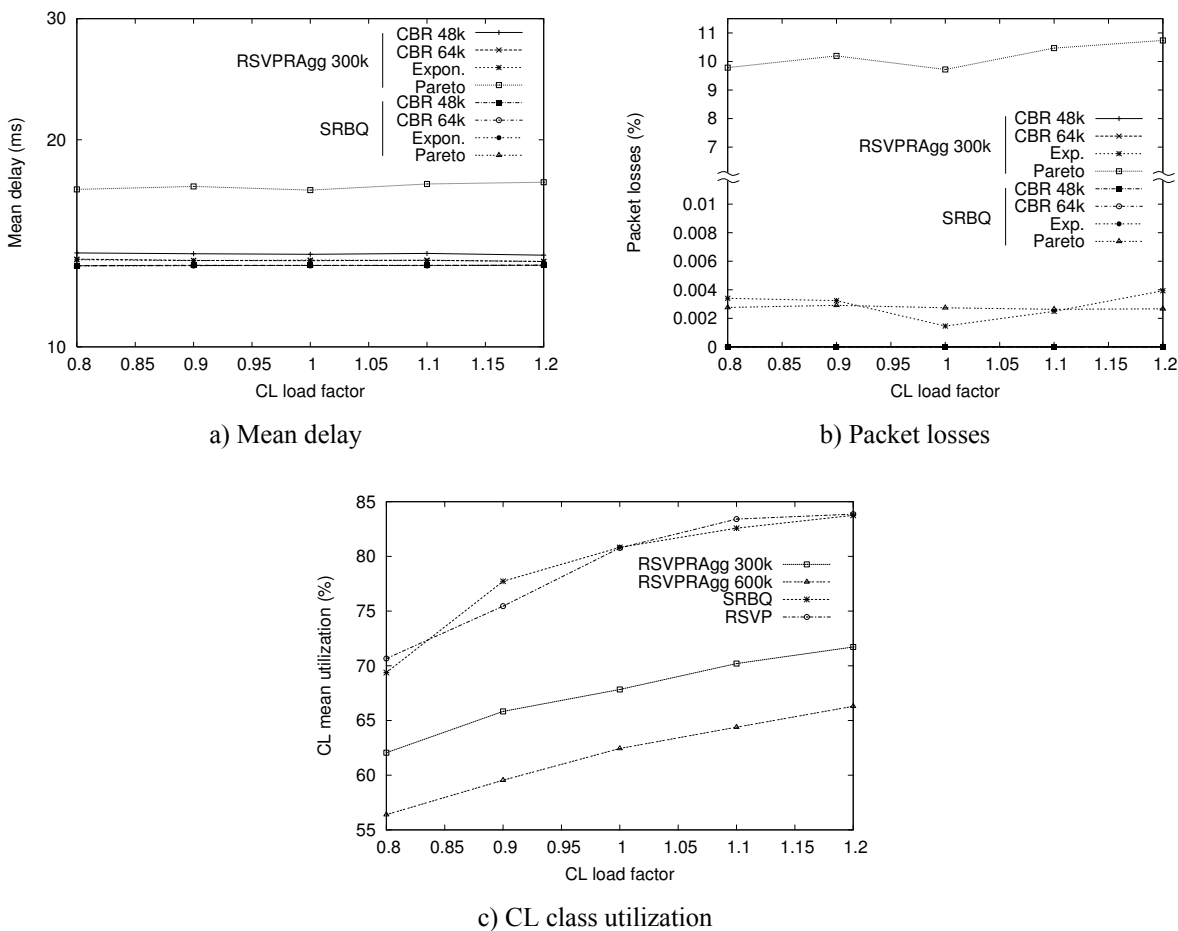 30
20
10
Mean delay (ms)
RSVPRAgg 300k
CBR 48k
CBR 64k
Expon.
Pareto
SRBQ
CBR 48k
CBR 64k
Expon.
Pareto
0.8 0.85 0.9 0.95 1 1.05 1.1 1.15 1.2
CL load factor
a) Mean delay
11
10
9
8
7
6
0.01
0.008
0.006
0.004
0.002
0
Packet losses (%)
RSVPRAgg 300k
CBR 48k
CBR 64k
Exp.
Pareto
SRBQ
CBR 48k
CBR 64k
Exp.
Pareto
0.8 0.85 0.9 0.95 1 1.05 1.1 1.15 1.2
CL load factor
b) Packet losses
85
80
75
70
65
60
55
CL mean utilization (%)
RSVPRAgg 300k
RSVPRAgg 600k
SRBQ
RSVP
0.8 0.85 0.9 0.95 1 1.05 1.1 1.15 1.2
CL load factor
c) CL class utilization